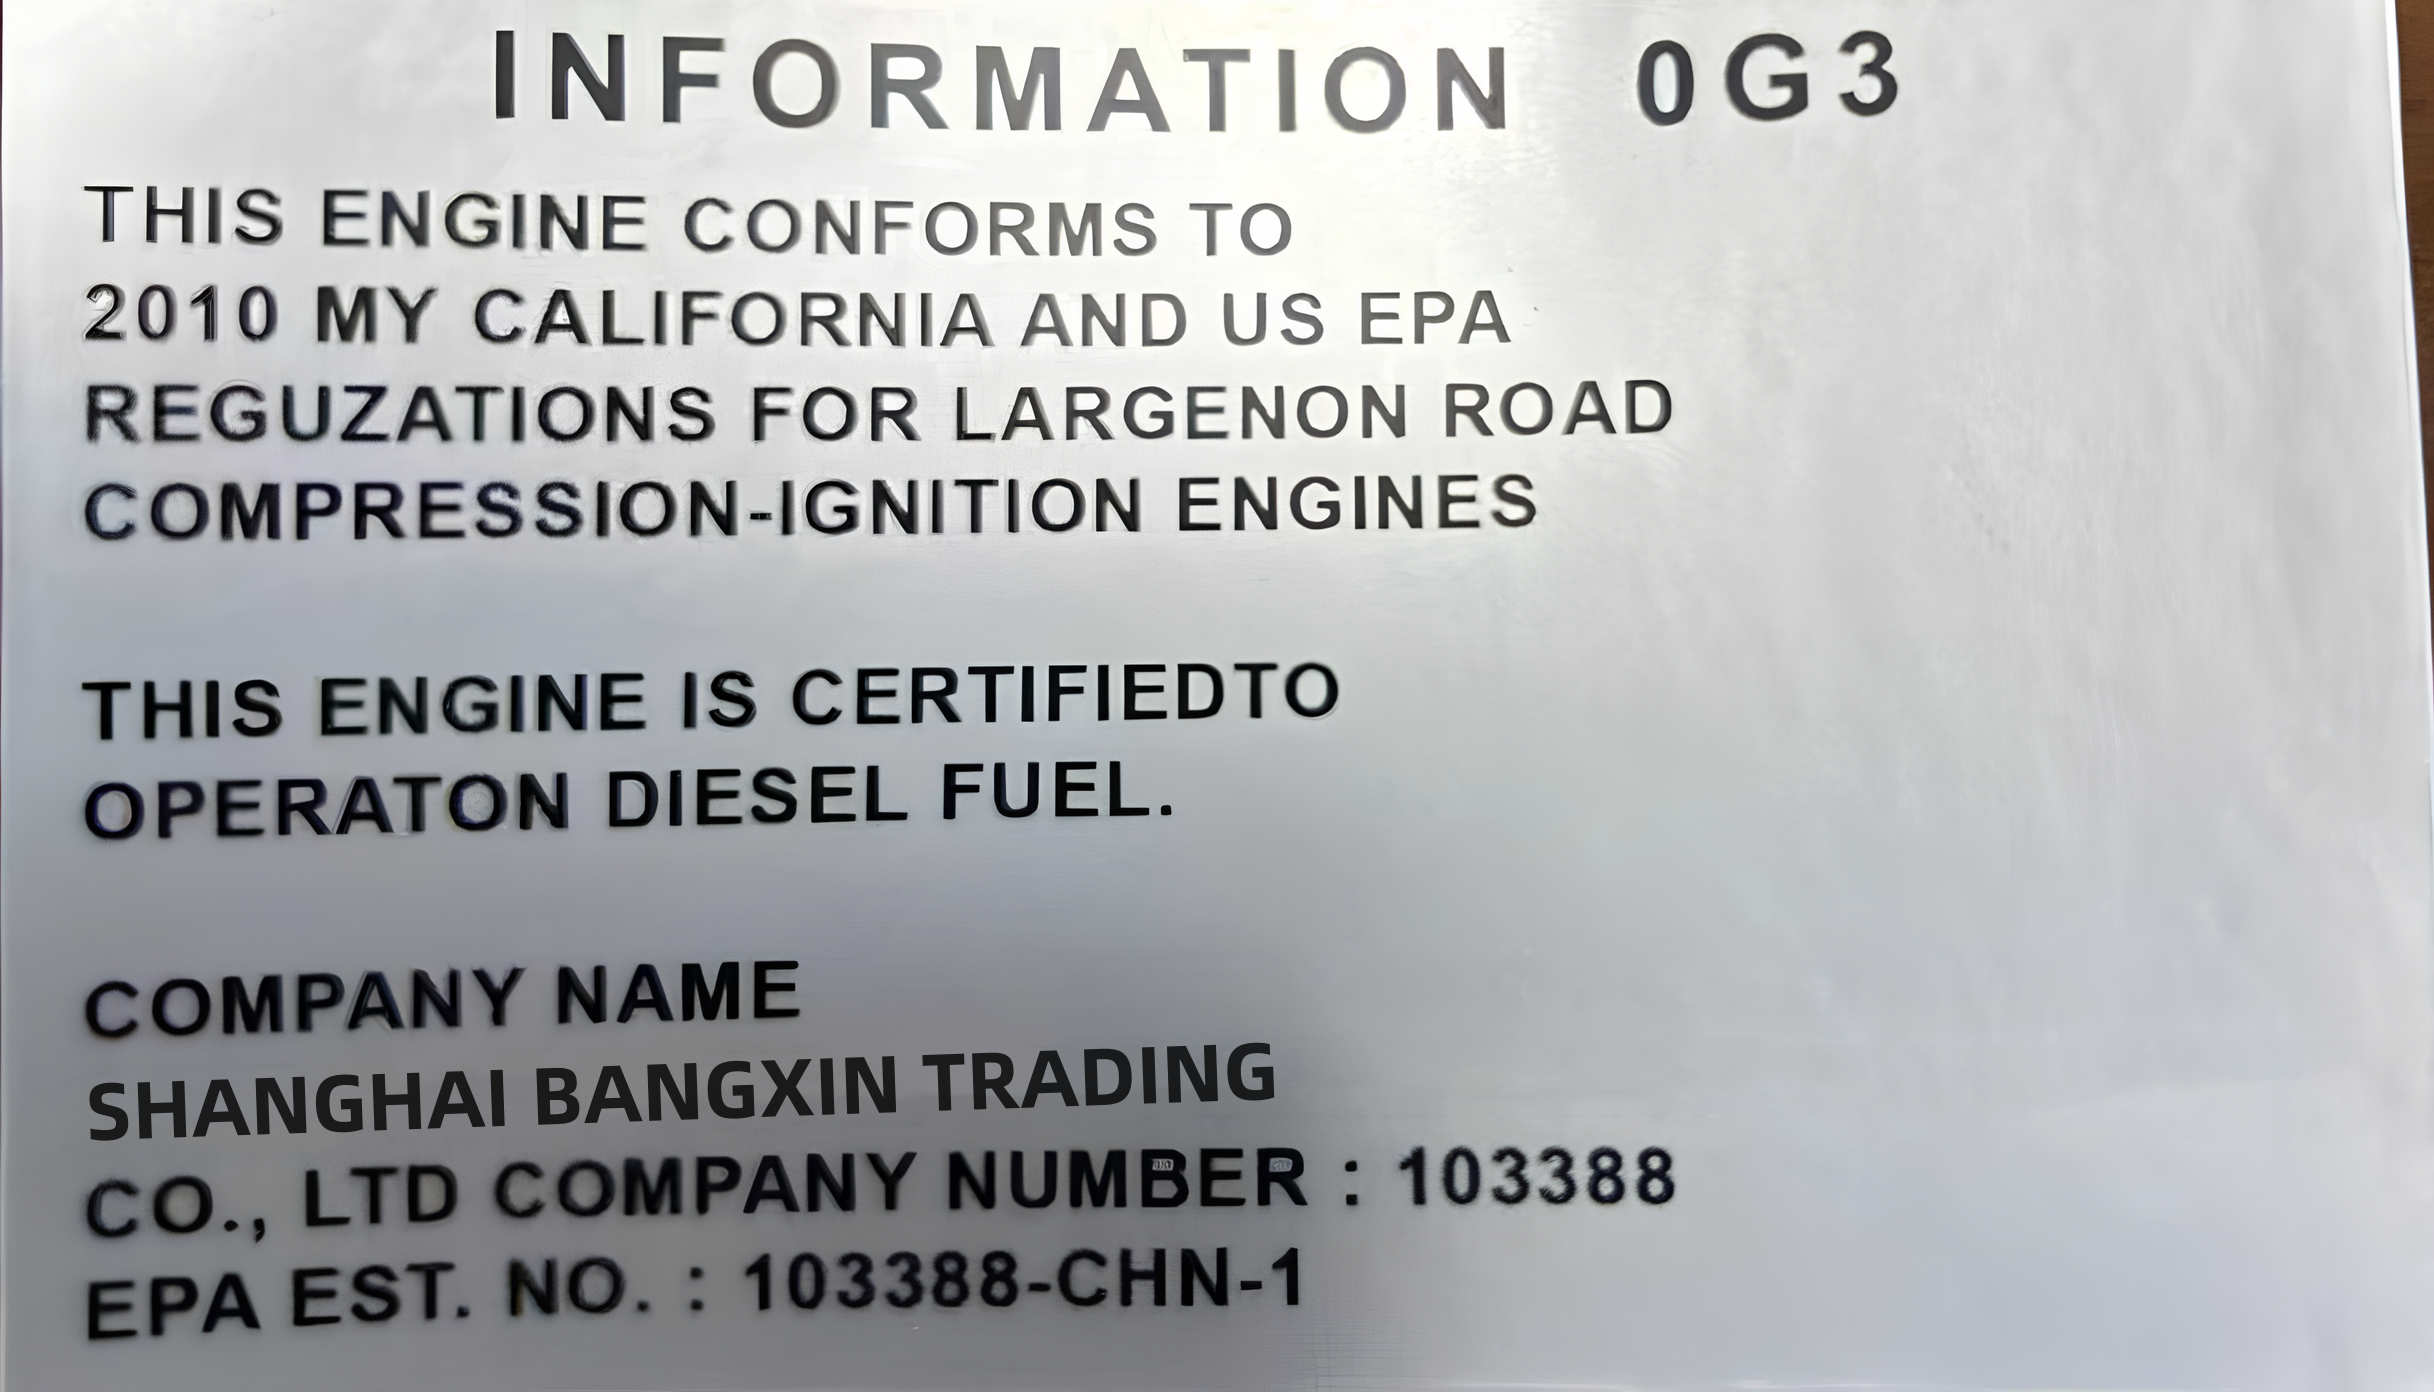 INFORMATION 0G3
THIS ENGINE CONFORMS TO
2010 MY CALIFORNIA AND US EPA
REGUZATIONS FOR LARGENON ROAD
COMPRESSION-IGNITION ENGINES
THIS ENGINE IS CERTIFIEDTO
OPERATON DIESEL FUEL.
COMPANY NAME
SHANGHAI BANGXIN TRADING
CO., LTD COMPANY NUMBER : 103388
EPA EST. NO. : 103388-CHN-1